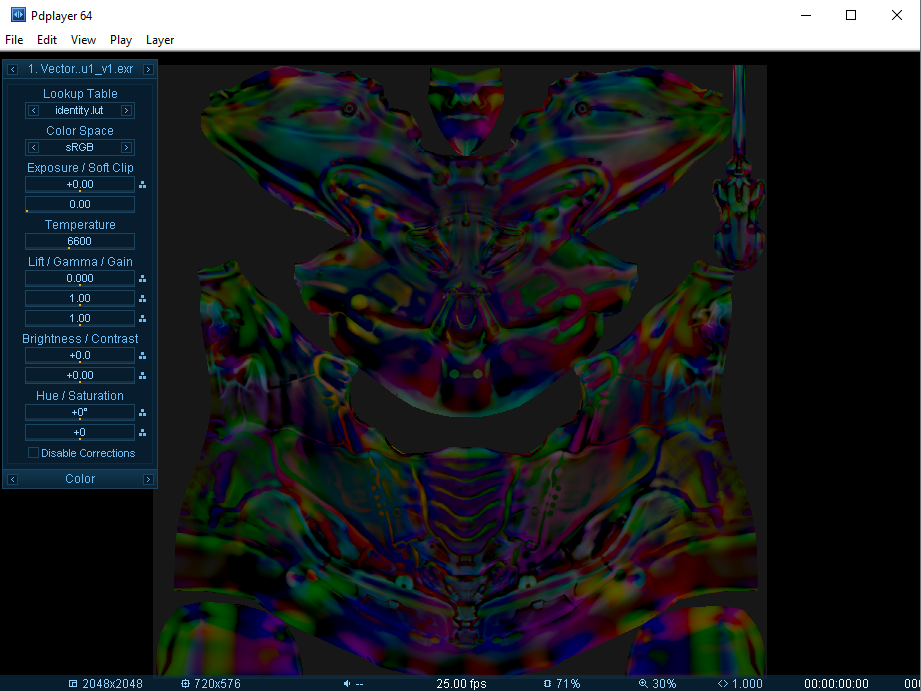 Pdplayer 64
File Edit View Play Layer
1. Vector..u1_v1.exr
Lookup Table
identity.lut
Color Space
sRGB
Exposure / Soft Clip
+0.00
0.00
Temperature
6600
Lift / Gamma / Gain
0.000
1.00
1.00
Brightness / Contrast
+0.0
+0.00
Hue / Saturation
+0°
+0
Disable Corrections
Color
2048x2048 720x576 -- 25.00 fps 71% 30% 1.000 00:00:00:00 00